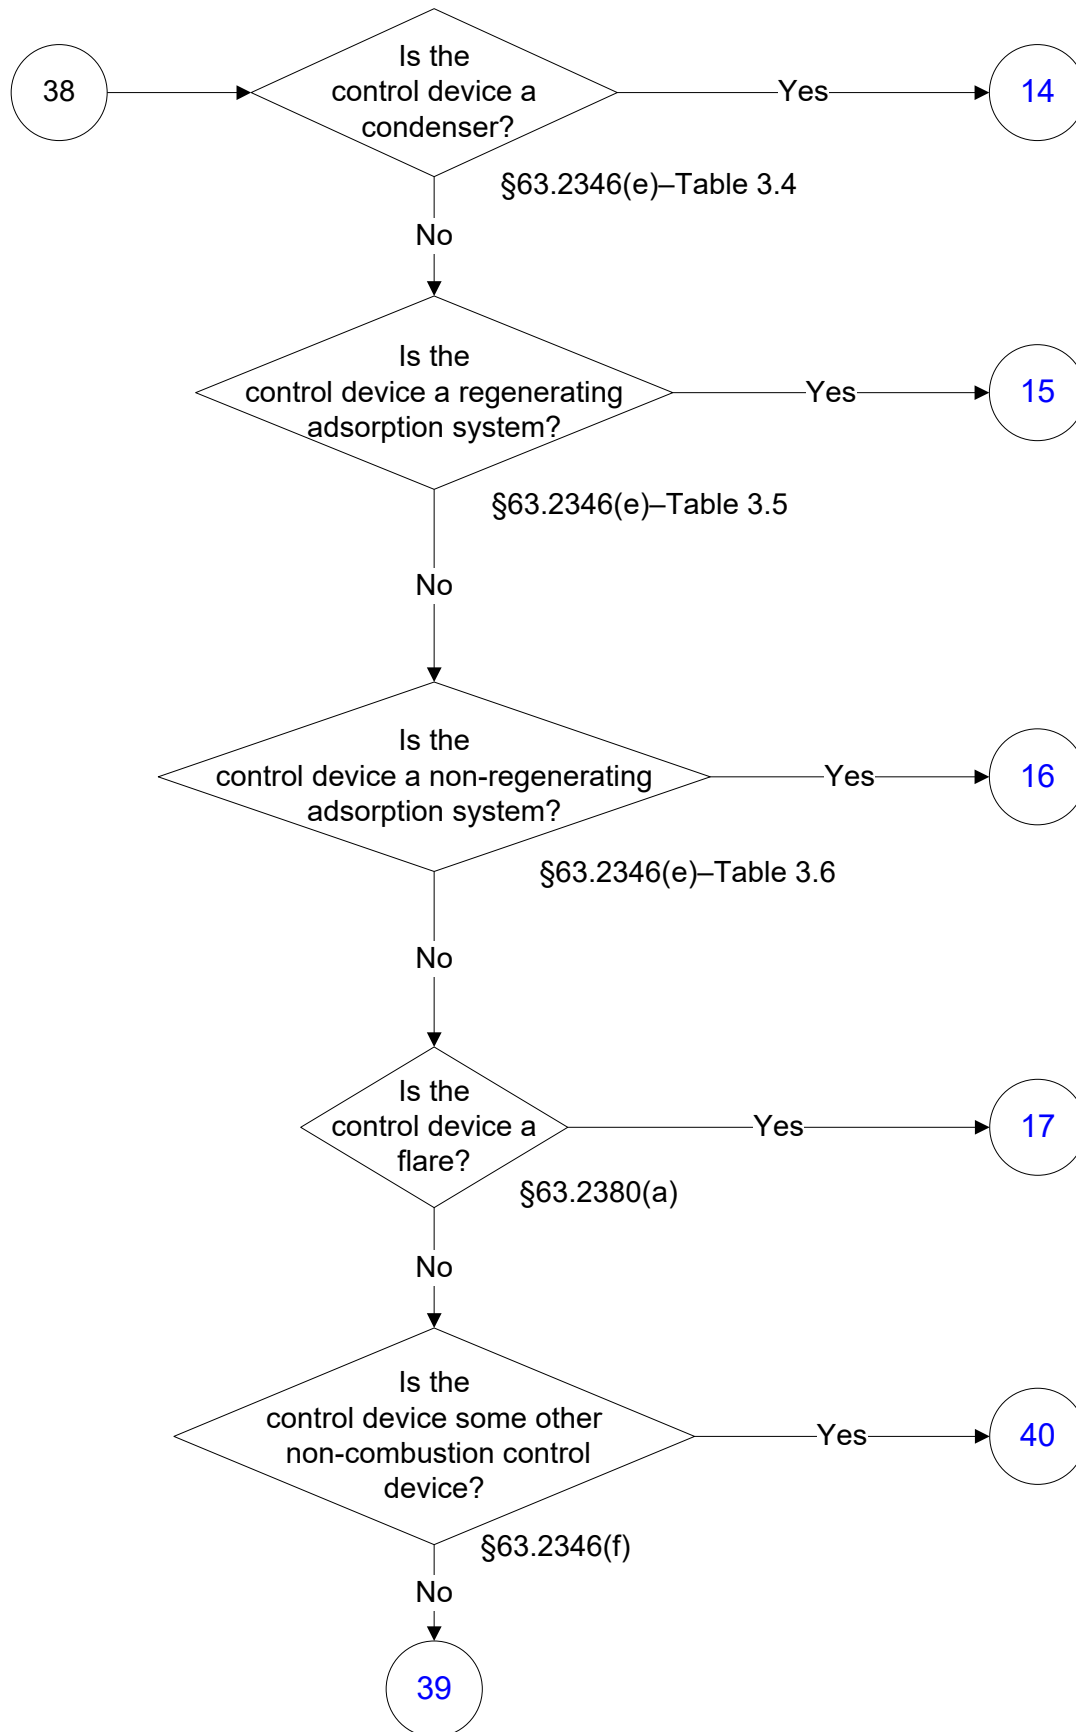 38
Is the
control device a
condenser?
Yes
14
§63.2346(e)–Table 3.4
No
Is the
control device a regenerating
adsorption system?
Yes
15
§63.2346(e)–Table 3.5
No
Is the
control device a non-regenerating
adsorption system?
Yes
16
§63.2346(e)–Table 3.6
No
Is the
control device a
flare?
Yes
17
§63.2380(a)
No
Is the
control device some other
non-combustion control
device?
Yes
40
§63.2346(f)
No
39